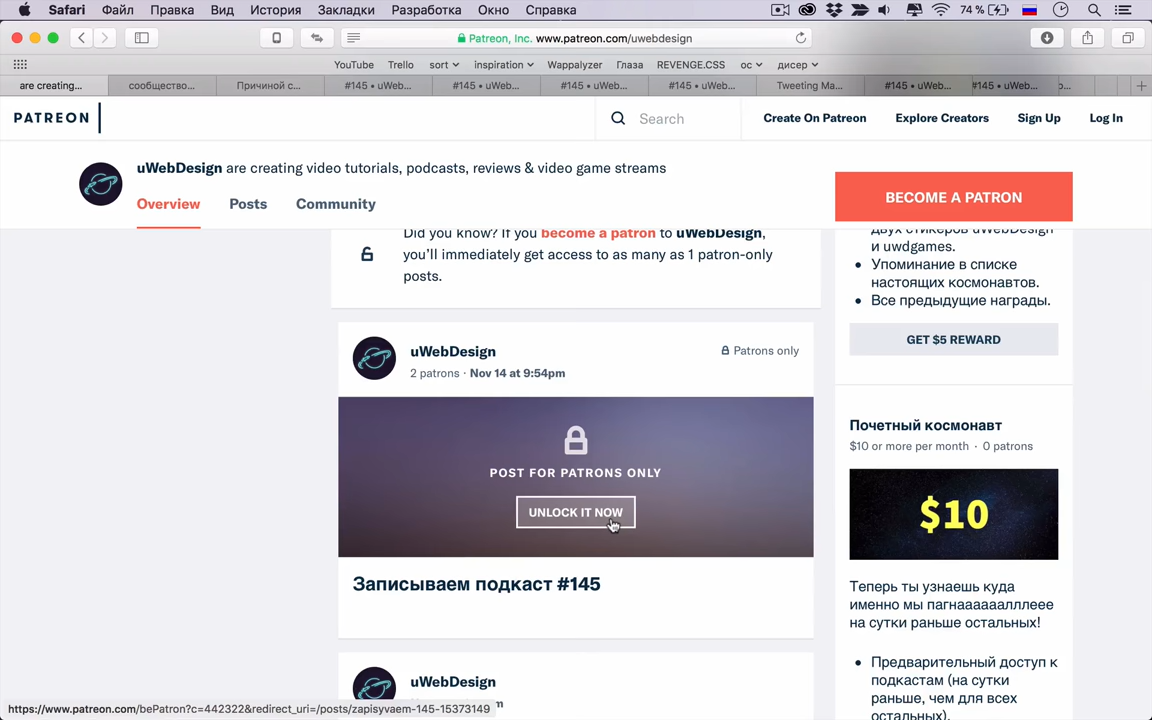 Safari Файл Правка Вид История Закладки Разработка Окно Справка 74 %
Patreon, Inc. www.patreon.com/uwebdesign
YouTube Trello sort inspiration Wappalyzer Глаза REVENGE.CSS ос дисер
are creating... сообщество... Причиной с... #145 • uWeb... #145 • uWeb... #145 • uWeb... #145 • uWeb... Tweeting Ma... #145 • uWeb... #145 • uWeb...
PATREON Search Create On Patreon Explore Creators Sign Up Log In
uWebDesign are creating video tutorials, podcasts, reviews & video game streams
Overview Posts Community
BECOME A PATRON
Did you know? If you become a patron to uWebDesign,
you'll immediately get access to as many as 1 patron-only
posts.
uWebDesign
Patrons only
2 patrons · Nov 14 at 9:54pm
POST FOR PATRONS ONLY
UNLOCK IT NOW
Записываем подкаст #145
uWebDesign
двух стикеров uWebDesign
и uwdgames.
Упоминание в списке
настоящих космонавтов.
Все предыдущие награды.
GET $5 REWARD
Почетный космонавт
$10 or more per month · 0 patrons
$10
Теперь ты узнаешь куда
именно мы пагнаааааалллеее
на сутки раньше остальных!
Предварительный доступ к
подкастам (на сутки
раньше, чем для всех
остальных).
https://www.patreon.com/bePatron?c=442322&redirect_uri=/posts/zapisyvaem-145-15373149